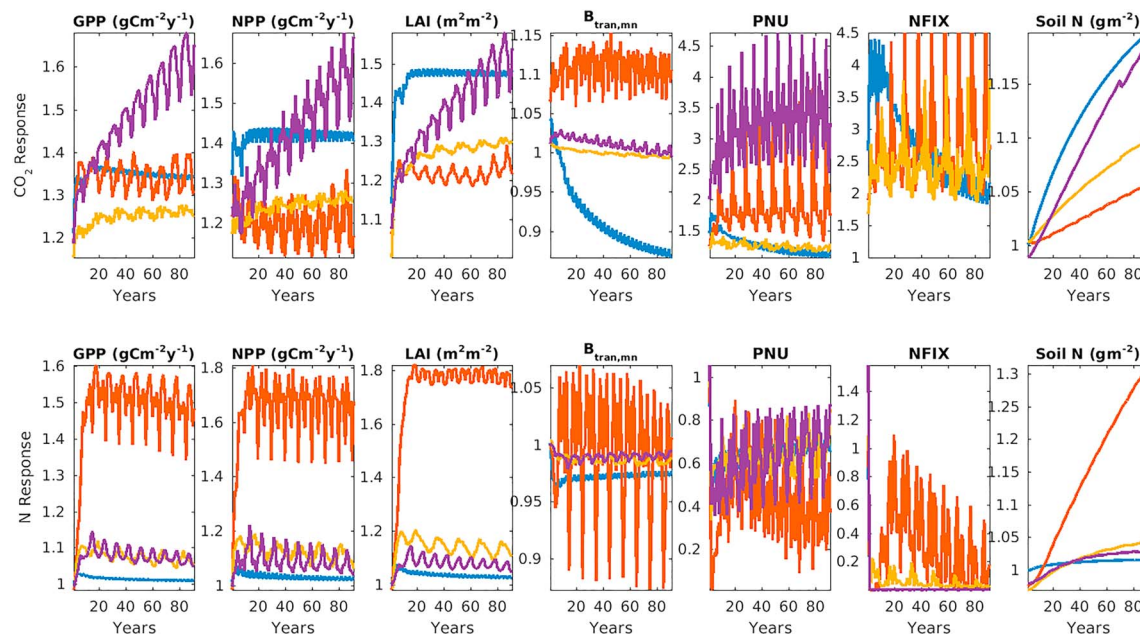 GPP (gCm⁻²y⁻¹) NPP (gCm⁻²y⁻¹) LAI (m²m⁻²) B_tran,mn PNU NFIX Soil N (gm⁻²)
CO₂ Response
1.6 1.5 1.4 1.3 1.2
1.6 1.4 1.3 1.2
1.5 1.4 1.3 1.2 1.1
1.15 1.1 1.05 1 0.95 0.9
4.5 4 3.5 3 2.5 2 1.5 1
4.5 4 3.5 3 2.5 2 1.5 1
1.15 1.1 1.05 1
20 40 60 80 20 40 60 80 20 40 60 80 20 40 60 80 20 40 60 80 20 40 60 80 20 40 60 80
Years Years Years Years Years Years Years
GPP (gCm⁻²y⁻¹) NPP (gCm⁻²y⁻¹) LAI (m²m⁻²) B_tran,mn PNU NFIX Soil N (gm⁻²)
N Response
1.6 1.5 1.4 1.3 1.2 1.1 1
1.8 1.6 1.4 1.2 1
1.8 1.6 1.4 1.2 1
1.05 1 0.95 0.9
1 0.8 0.6 0.4 0.2
1.4 1.2 1 0.8 0.6 0.4 0.2
1.3 1.25 1.2 1.15 1.1 1.05 1
20 40 60 80 20 40 60 80 20 40 60 80 20 40 60 80 20 40 60 80 20 40 60 80 20 40 60 80
Years Years Years Years Years Years Years